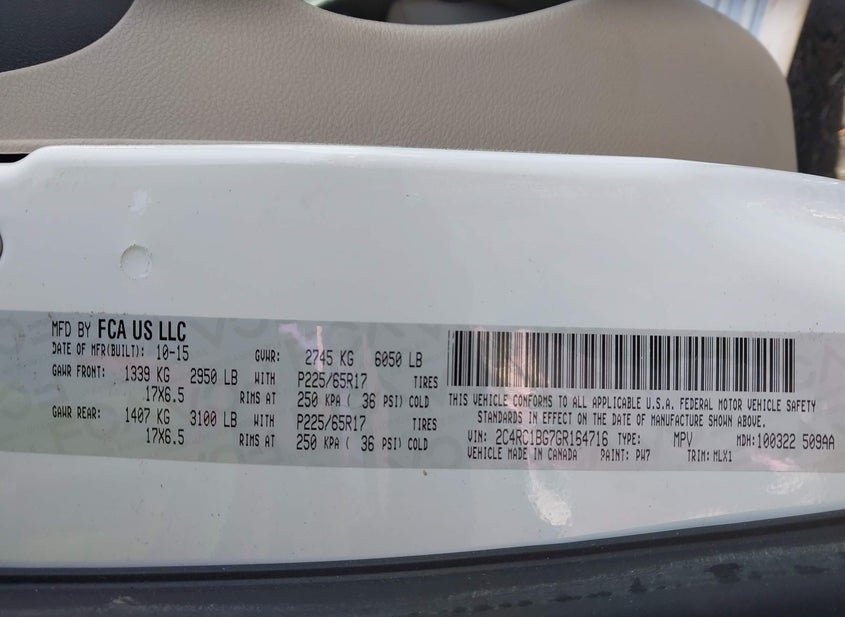 MFD BY FCA US LLC
DATE OF MFR(BUILT): 10-15 GVWR: 2745 KG 6050 LB
GAWR FRONT: 1339 KG 2950 LB WITH P225/65R17 TIRES
17X6.5 RIMS AT 250 KPA ( 36 PSI) COLD
GAWR REAR: 1407 KG 3100 LB WITH P225/65R17 TIRES
17X6.5 RIMS AT 250 KPA ( 36 PSI) COLD
THIS VEHICLE CONFORMS TO ALL APPLICABLE U.S.A. FEDERAL MOTOR VEHICLE SAFETY
STANDARDS IN EFFECT ON THE DATE OF MANUFACTURE SHOWN ABOVE.
VIN: 2C4RC1BG7GR164716 TYPE: MPV MDH:100322 509AA
VEHICLE MADE IN CANADA PAINT: PW7 TRIM: MLX1